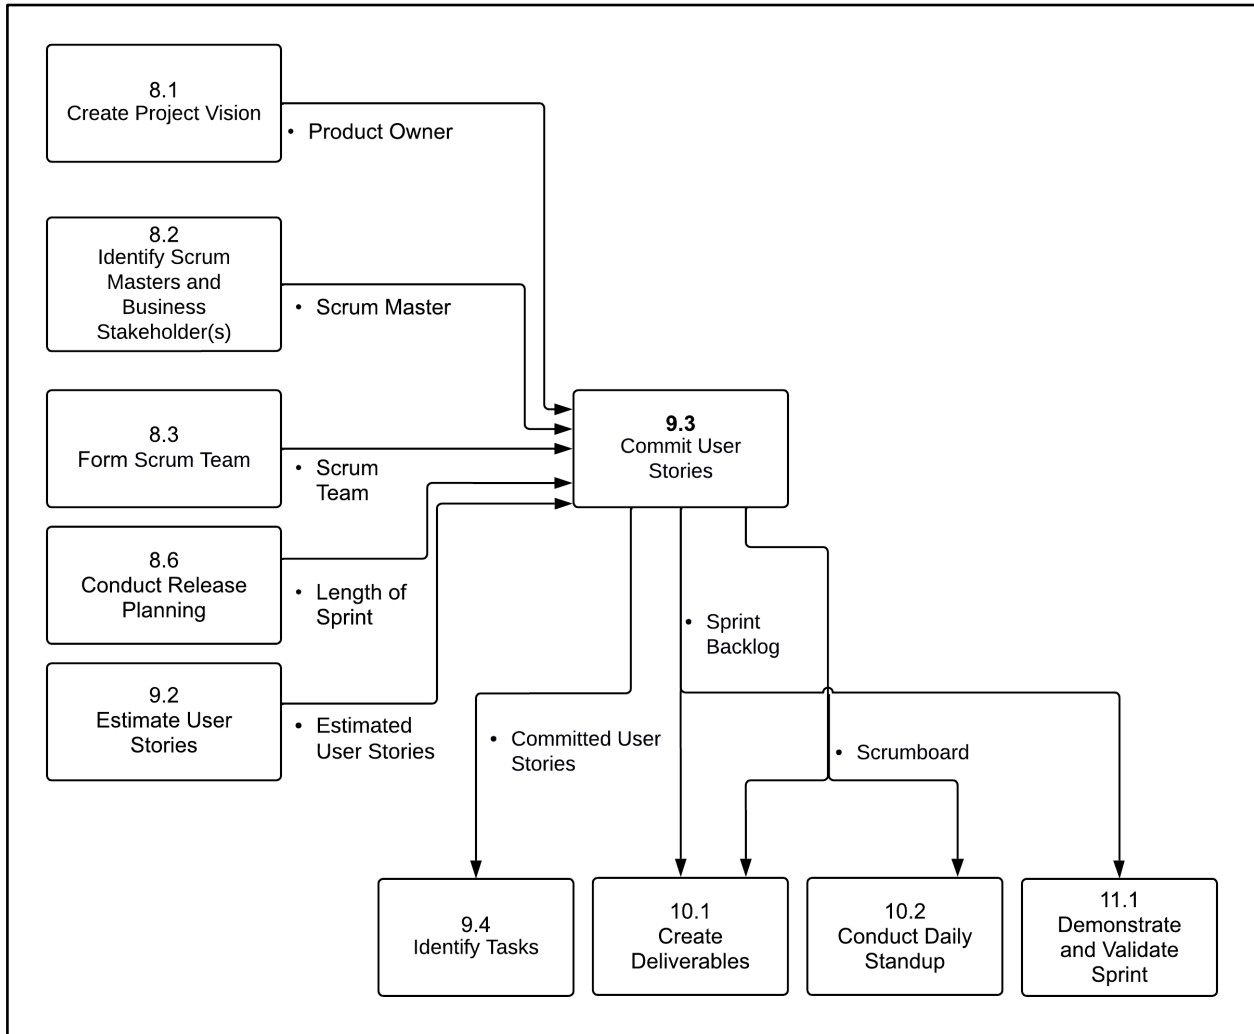 8.1
Create Project Vision
• Product Owner
8.2
Identify Scrum
Masters and
Business
Stakeholder(s)
• Scrum Master
8.3
Form Scrum Team
• Scrum
Team
9.3
Commit User
Stories
8.6
Conduct Release
Planning
• Length of
Sprint
9.2
Estimate User
Stories
• Estimated
User Stories
• Sprint
Backlog
• Committed User
Stories
• Scrumboard
9.4
Identify Tasks
10.1
Create
Deliverables
10.2
Conduct Daily
Standup
11.1
Demonstrate
and Validate
Sprint